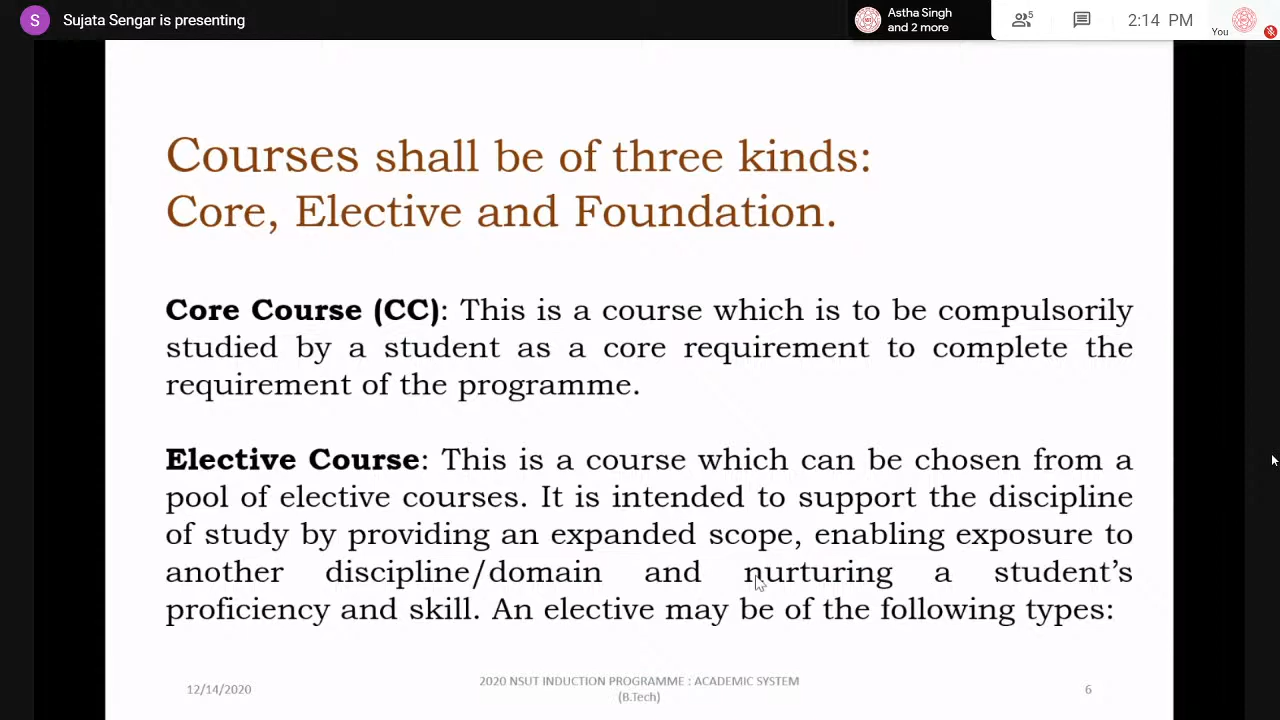 S Sujata Sengar is presenting
Astha Singh
and 2 more
5
2:14 PM
You
Courses shall be of three kinds:
Core, Elective and Foundation.
Core Course (CC): This is a course which is to be compulsorily
studied by a student as a core requirement to complete the
requirement of the programme.
Elective Course: This is a course which can be chosen from a
pool of elective courses. It is intended to support the discipline
of study by providing an expanded scope, enabling exposure to
another discipline/domain and nurturing a student’s
proficiency and skill. An elective may be of the following types:
12/14/2020
2020 NSUT INDUCTION PROGRAMME : ACADEMIC SYSTEM
(B.Tech)
6